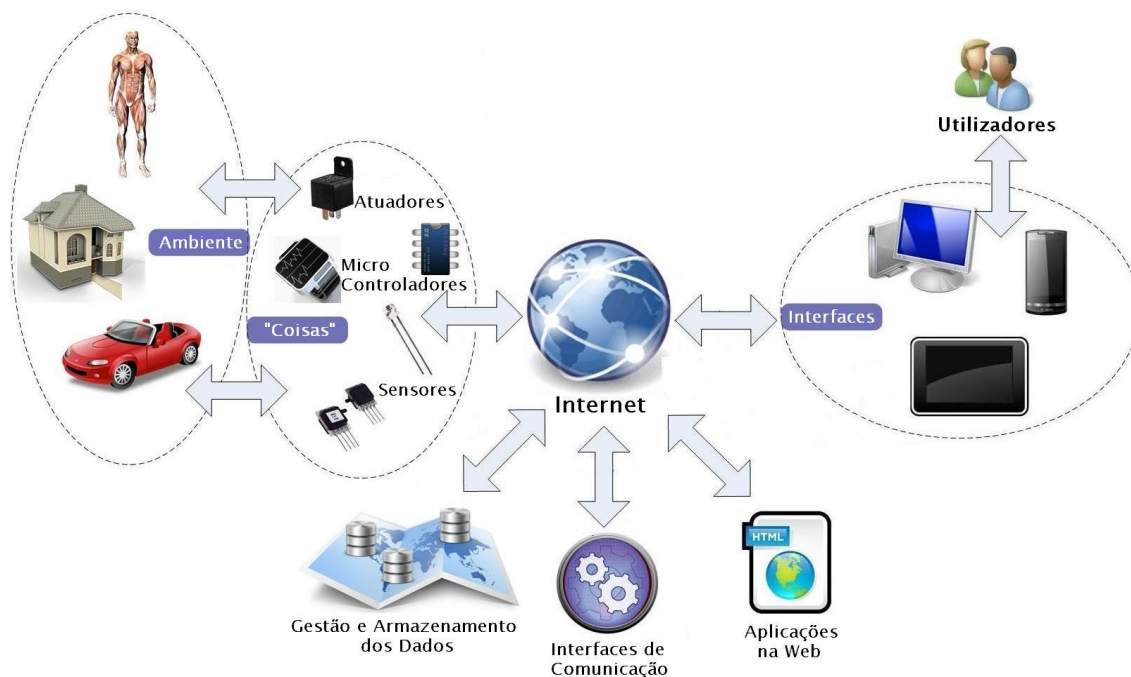 Utilizadores
Atuadores
Ambiente
Micro
Controladores
"Coisas"
Interfaces
Sensores
Internet
HTML
Gestão e Armazenamento
dos Dados
Interfaces de
Comunicação
Aplicações
na Web